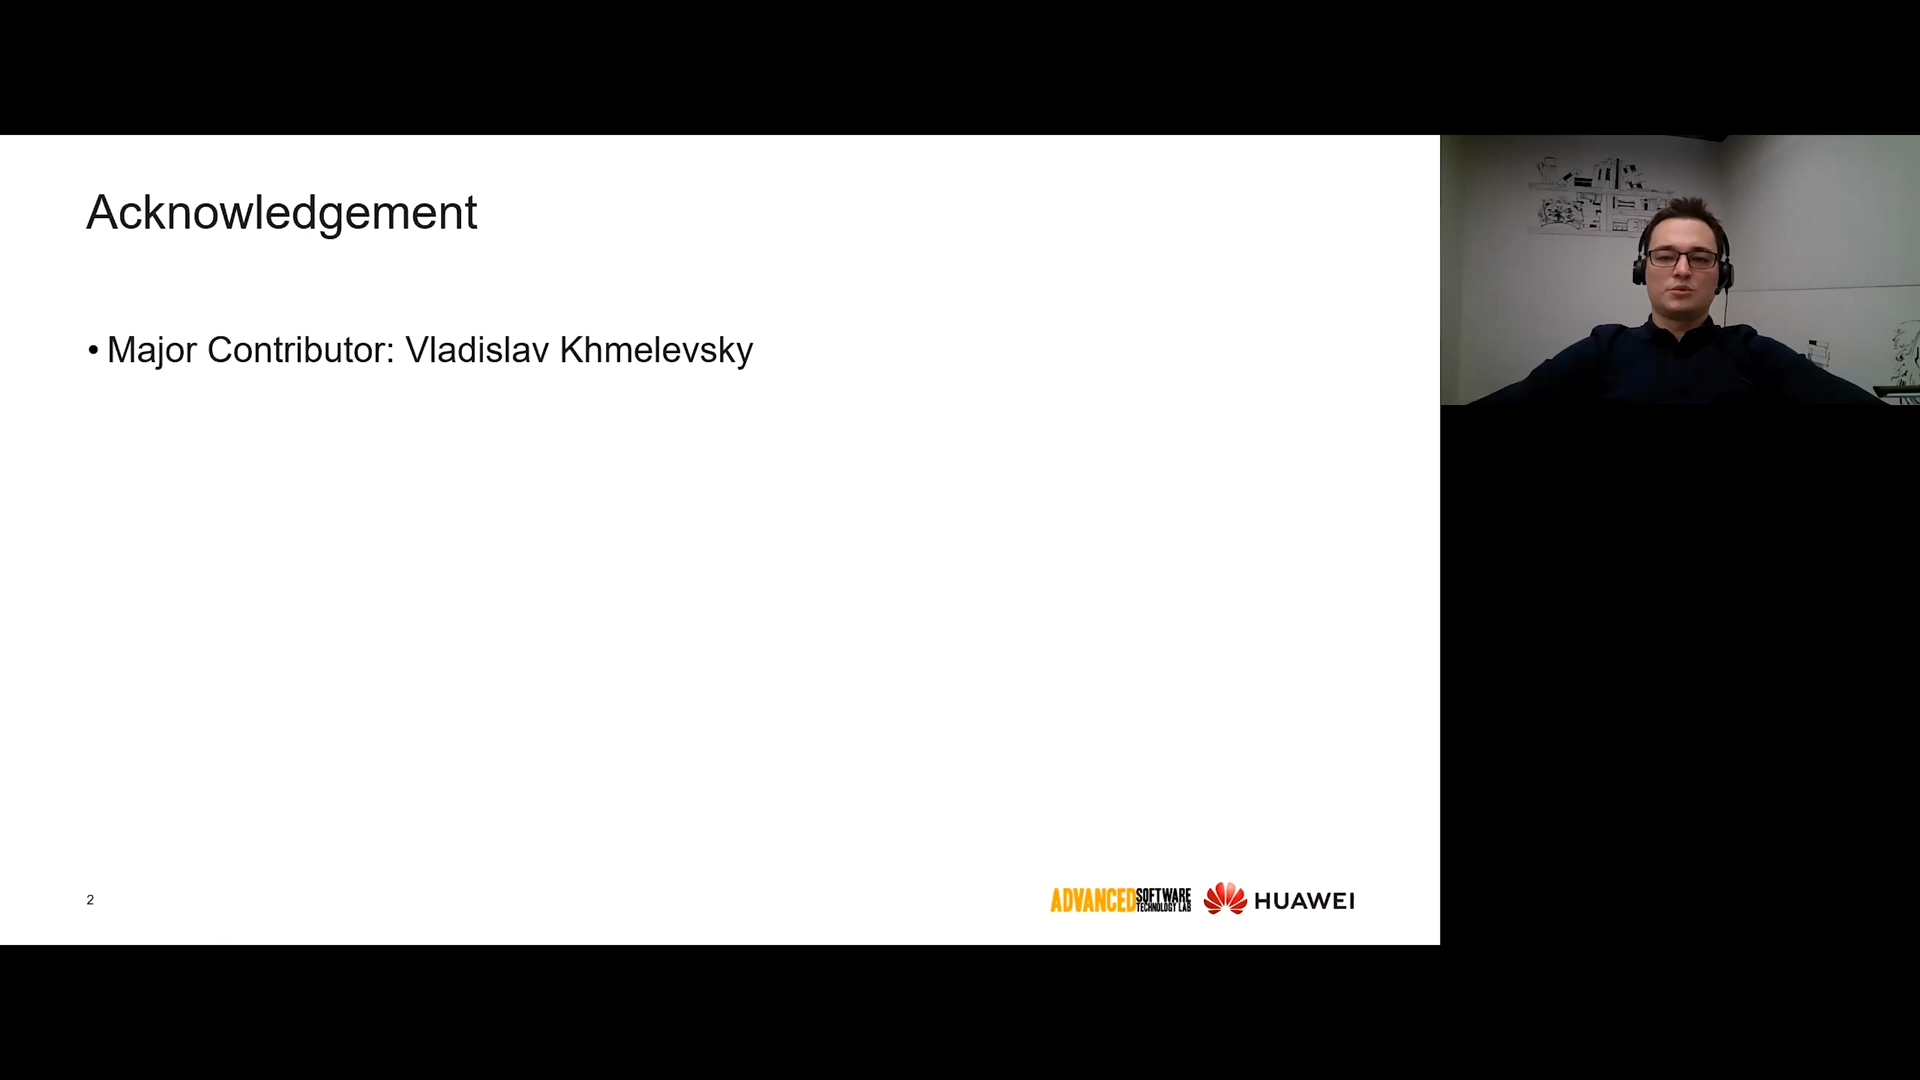 Acknowledgement
• Major Contributor: Vladislav Khmelevsky
2
ADVANCED SOFTWARE TECHNOLOGY LAB
HUAWEI